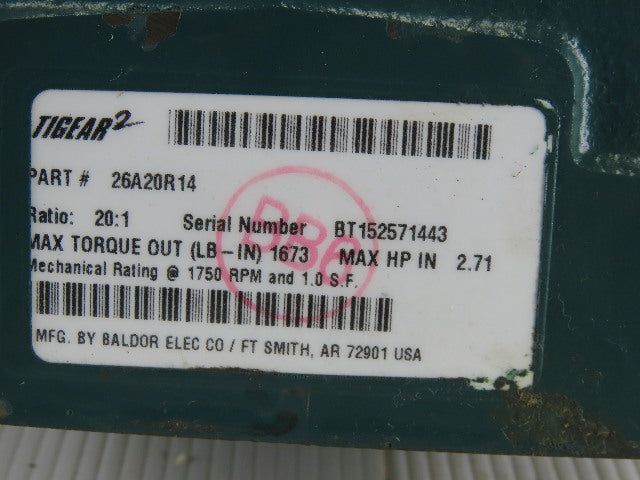 TIGEAR2
PART # 26A20R14
Ratio: 20:1 Serial Number BT152571443
MAX TORQUE OUT (LB-IN) 1673 MAX HP IN 2.71
Mechanical Rating @ 1750 RPM and 1.0 S.F.
MFG. BY BALDOR ELEC CO / FT SMITH, AR 72901 USA